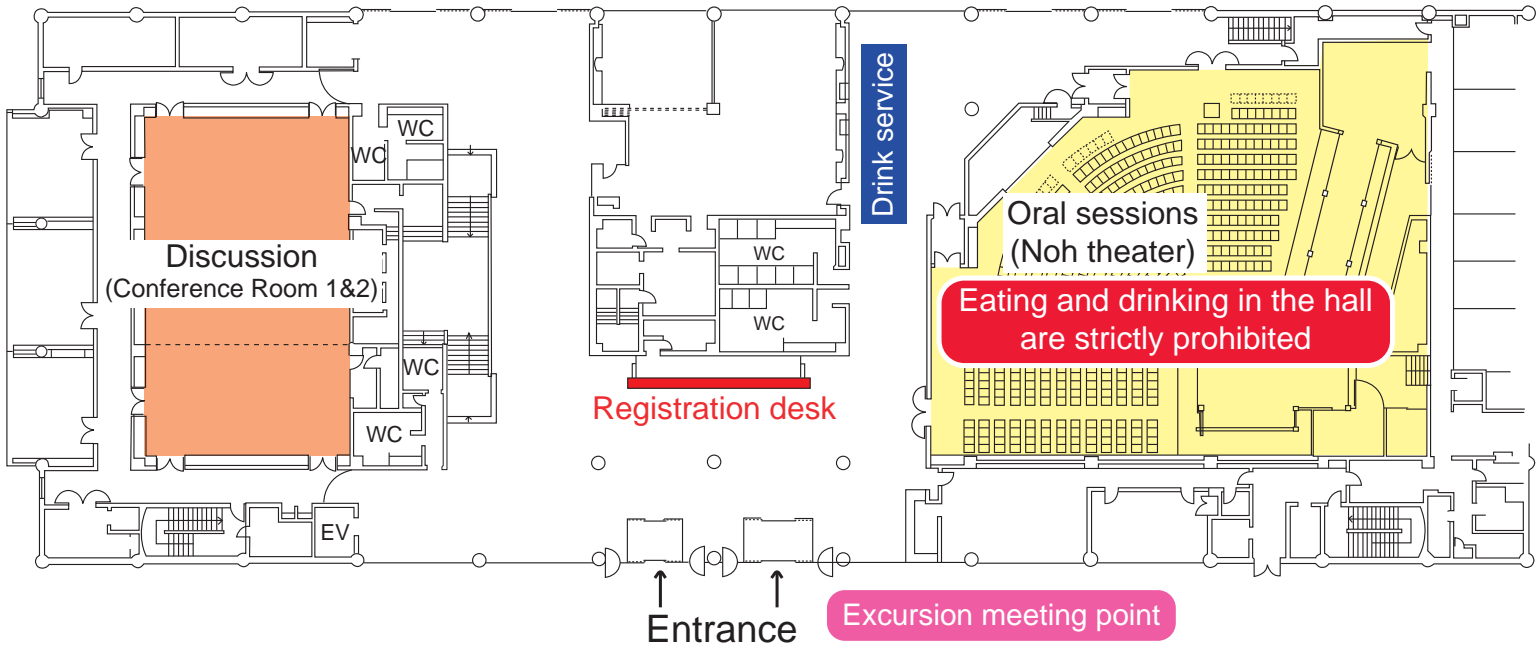 WC
WC
Drink service
Discussion
(Conference Room 1&2)
WC
WC
Oral sessions
(Noh theater)
Eating and drinking in the hall
are strictly prohibited
WC
Registration desk
WC
EV
Entrance
Excursion meeting point